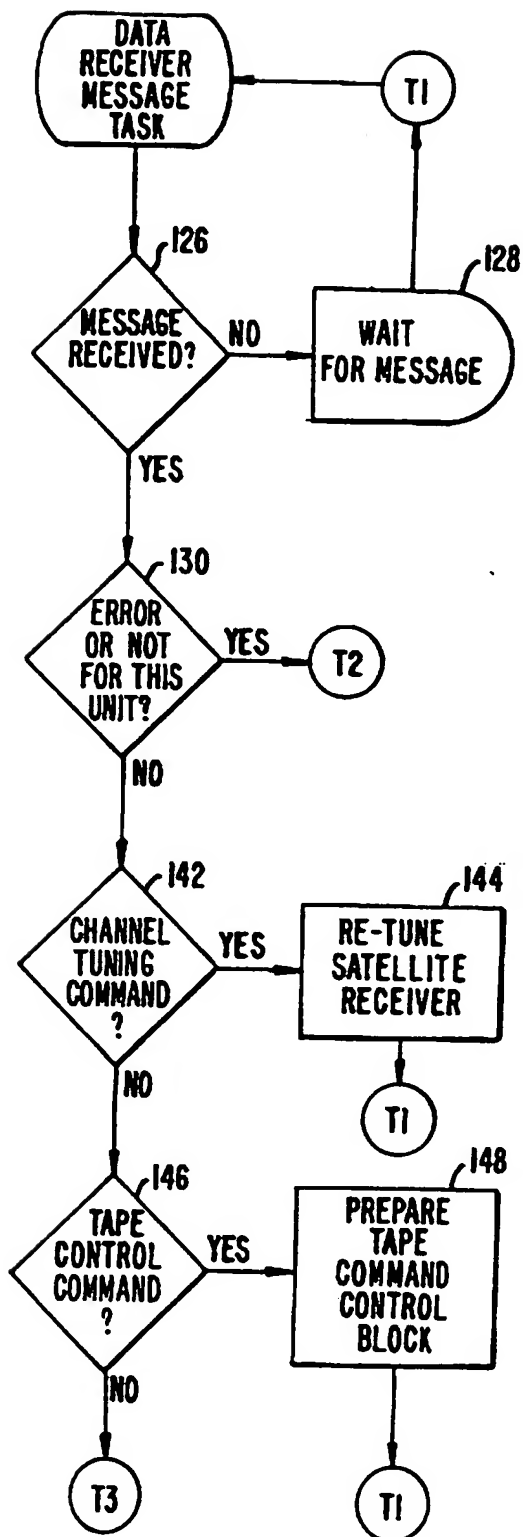 DATA
RECEIVER
MESSAGE
TASK
T1
126
128
MESSAGE
RECEIVED?
NO
WAIT
FOR MESSAGE
YES
130
ERROR
OR NOT
FOR THIS
UNIT?
YES
T2
NO
142
144
CHANNEL
TUNING
COMMAND
?
YES
RE-TUNE
SATELLITE
RECEIVER
NO
T1
146
148
TAPE
CONTROL
COMMAND
?
YES
PREPARE
TAPE
COMMAND
CONTROL
BLOCK
NO
T3
T1